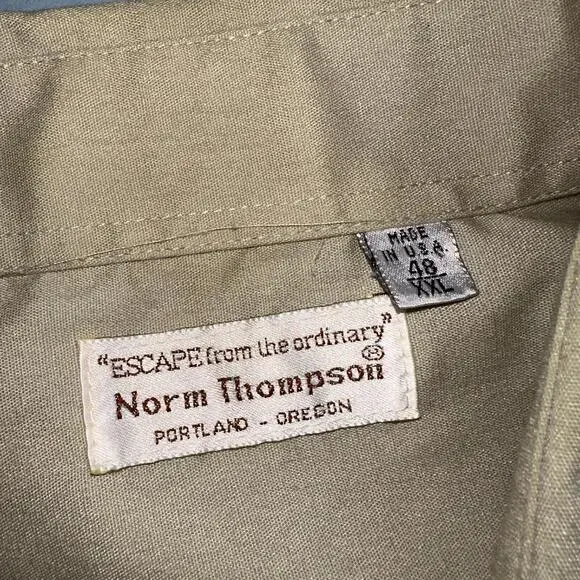 MADE
IN U.S.A.
48
XXL
"ESCAPE from the ordinary"
®
Norm Thompson
PORTLAND - OREGON